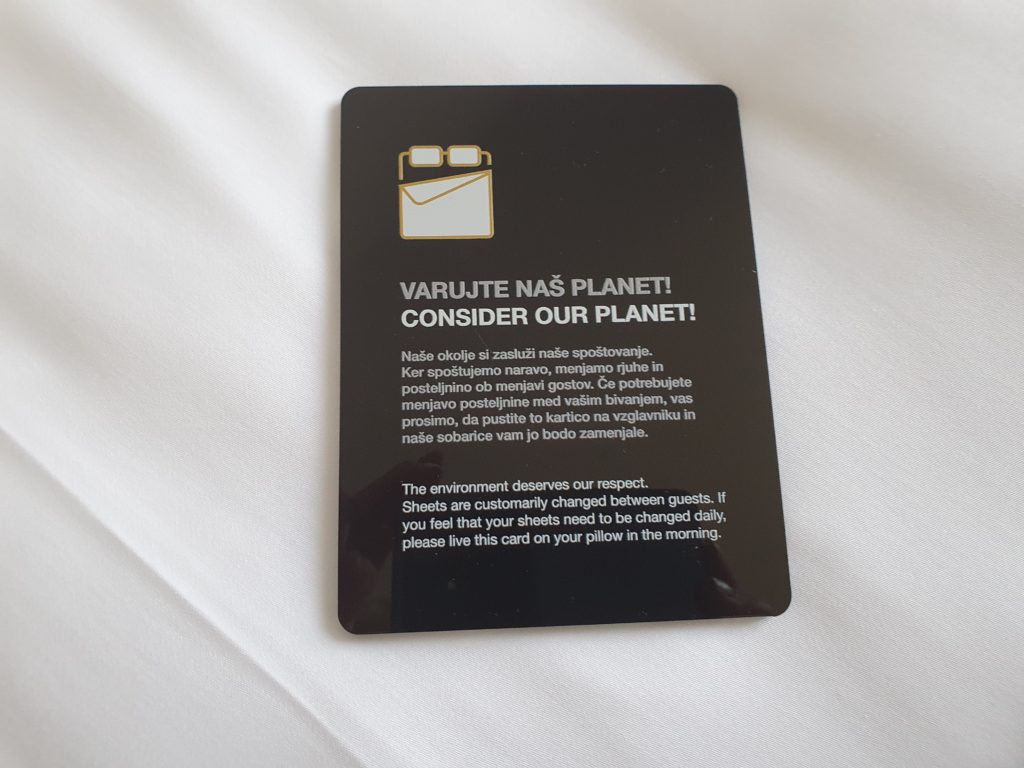 VARUJTE NAŠ PLANET!
CONSIDER OUR PLANET!
Naše okolje si zasluži naše spoštovanje.
Ker spoštujemo naravo, menjamo rjuhe in
posteljnino ob menjavi gostov. Če potrebujete
menjavo posteljnine med vašim bivanjem, vas
prosimo, da pustite to kartico na vzglavniku in
naše sobarice vam jo bodo zamenjale.
The environment deserves our respect.
Sheets are customarily changed between guests. If
you feel that your sheets need to be changed daily,
please live this card on your pillow in the morning.